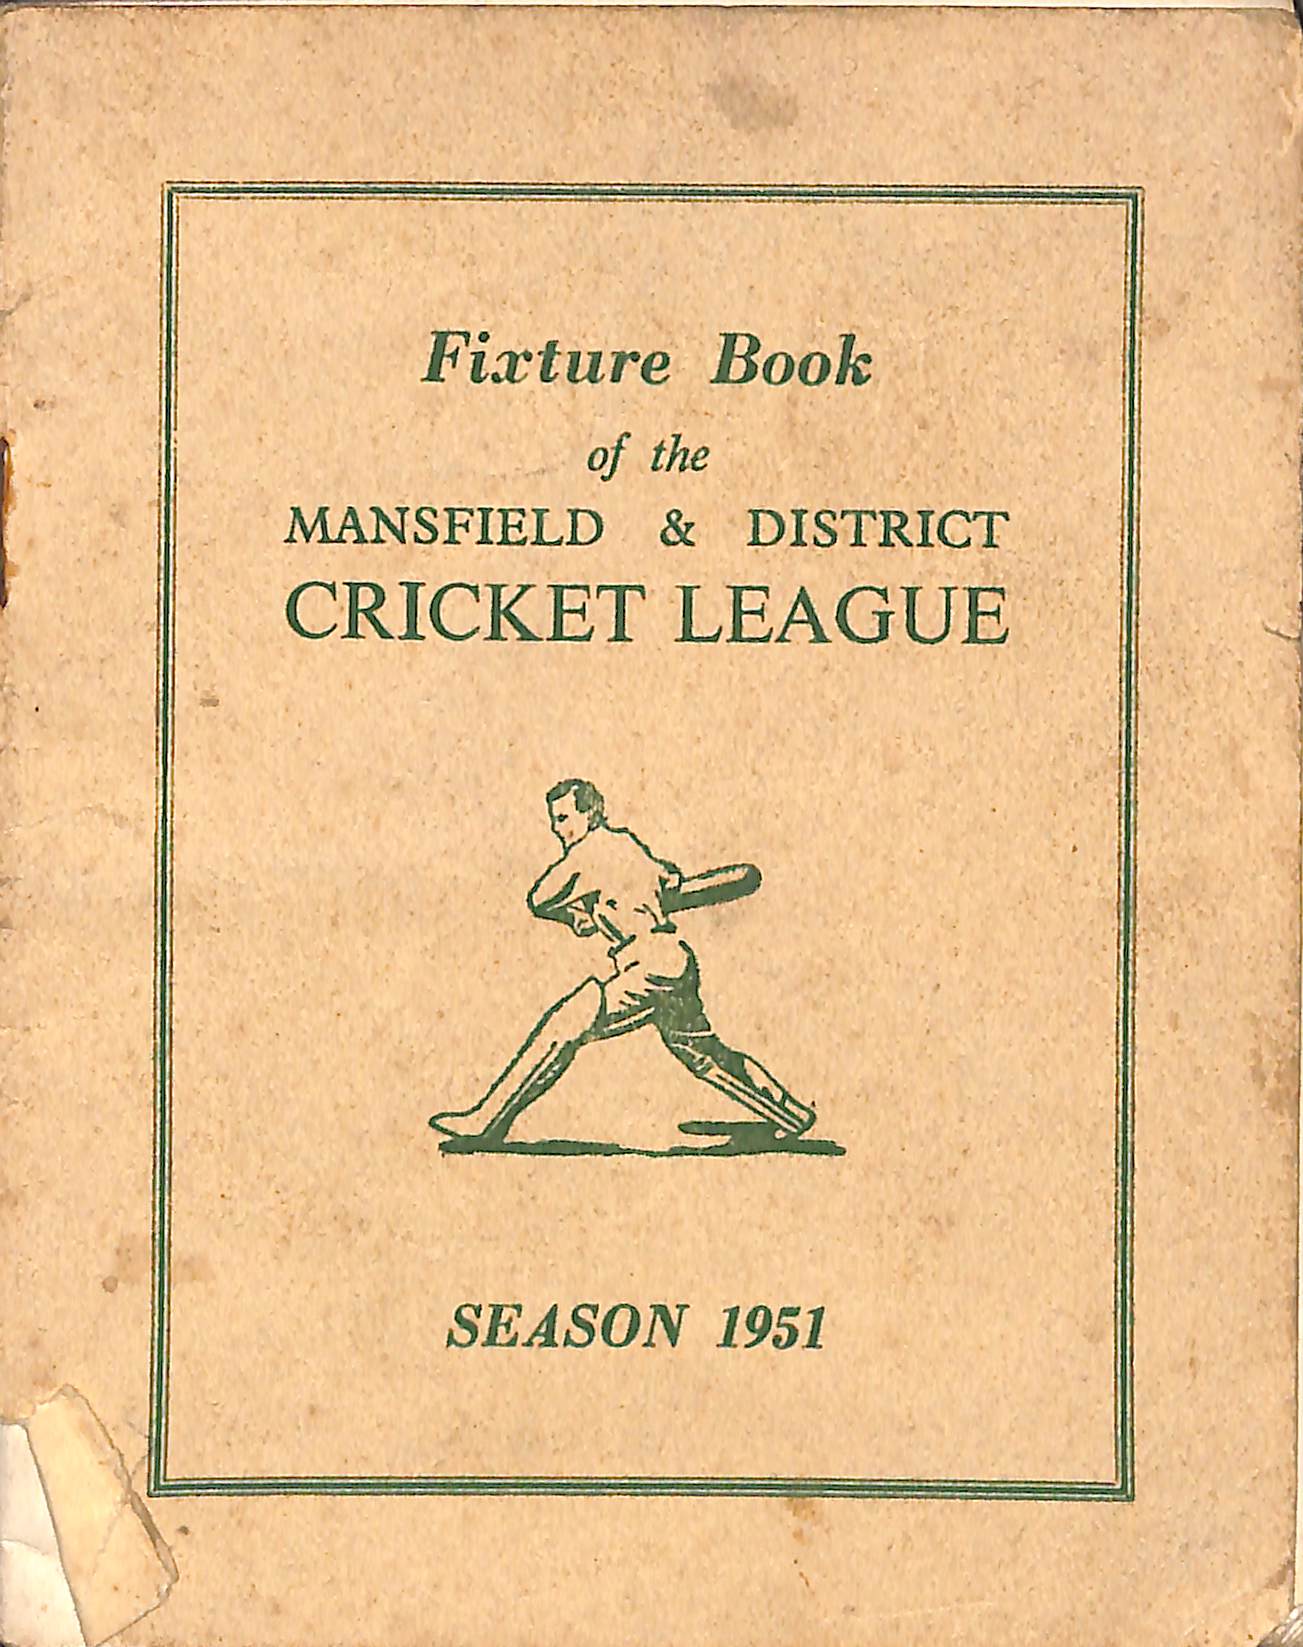 Fixture Book
of the
MANSFIELD & DISTRICT
CRICKET LEAGUE
SEASON 1951